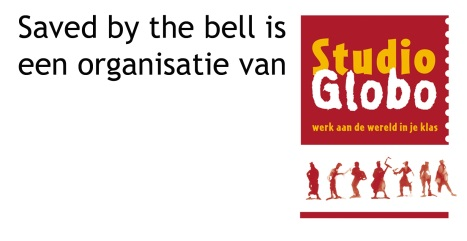 Saved by the bell is
een organisatie van
Studio
Globo
werk aan de wereld in je klas